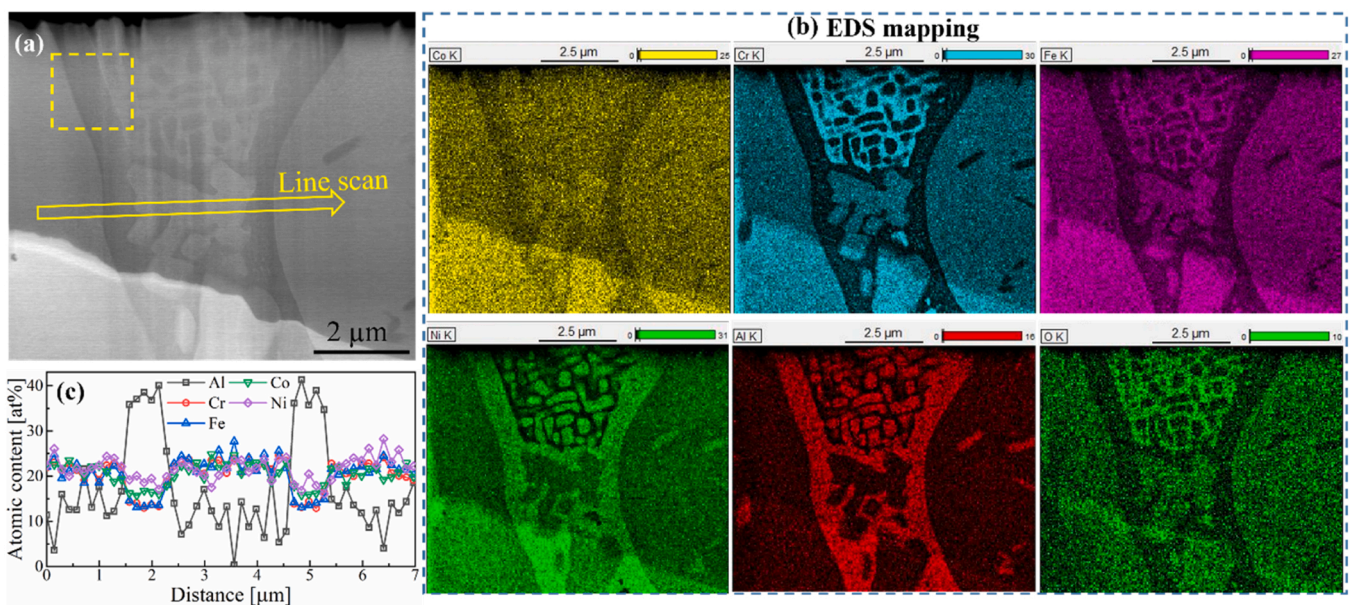 (a)
Line scan
2 μm
(b) EDS mapping
Co K 2.5 μm 0 26
Cr K 2.5 μm 0 30
Fe K 2.5 μm 0 27
Ni K 2.5 μm 0 31
Al K 2.5 μm 0 16
O K 2.5 μm 0 10
(c)
Al Co
Cr Ni
Fe
Atomic content [at%]
40
30
20
10
0
0 1 2 3 4 5 6 7
Distance [μm]